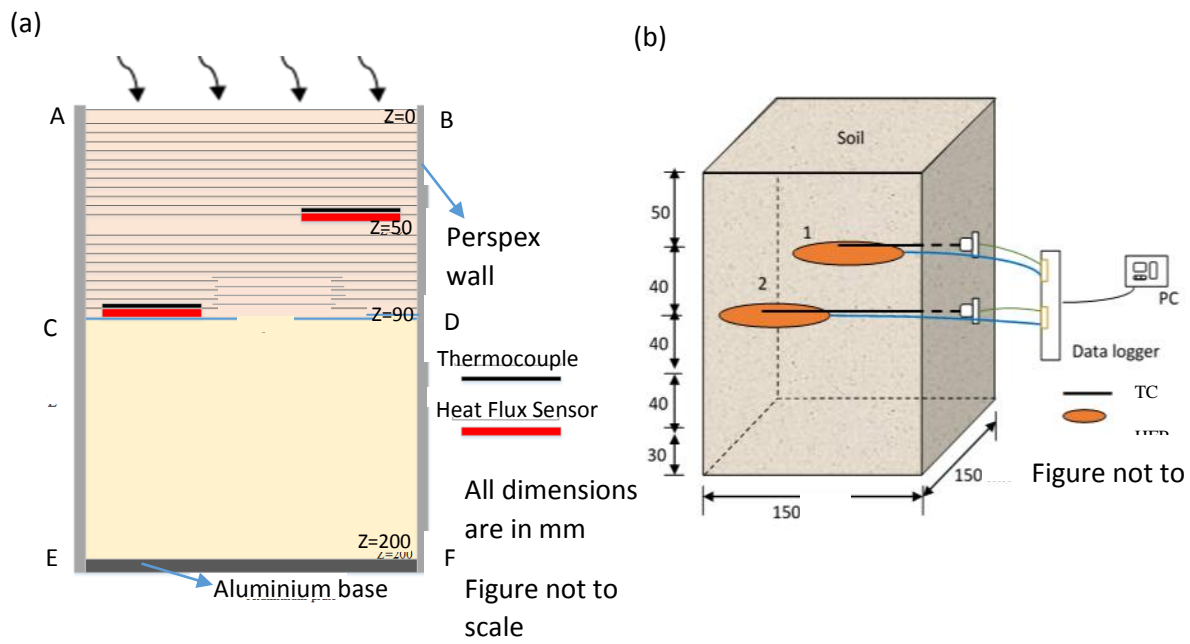 (a)
A
Z=0
B
Z=50
Perspex
wall
Z=90
C
D
Thermocouple
Heat Flux Sensor
All dimensions
are in mm
Z=200
Z=200
E
F
Aluminium base
Figure not to
scale
(b)
Soil
50
1
40
2
PC
40
Data logger
TC
40
30
150
Figure not to
150